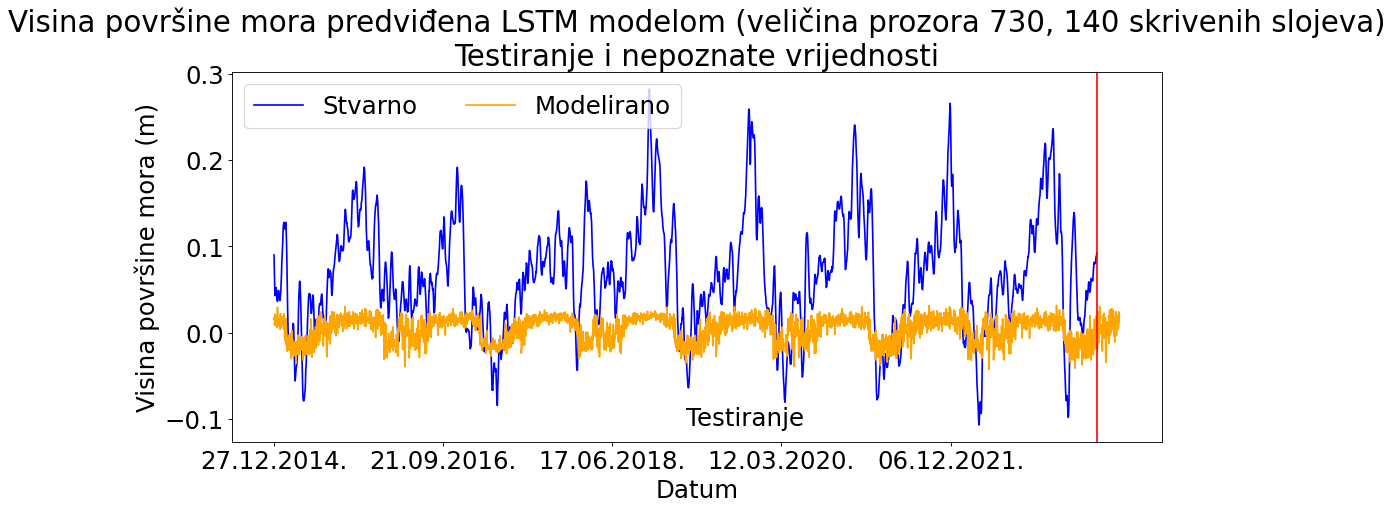 Visina površine mora predviđena LSTM modelom (veličina prozora 730, 140 skrivenih slojeva)
Testiranje i nepoznate vrijednosti
Stvarno
Modelirano
Visina površine mora (m)
0.3
0.2
0.1
0.0
−0.1
Testiranje
27.12.2014.
21.09.2016.
17.06.2018.
12.03.2020.
06.12.2021.
Datum